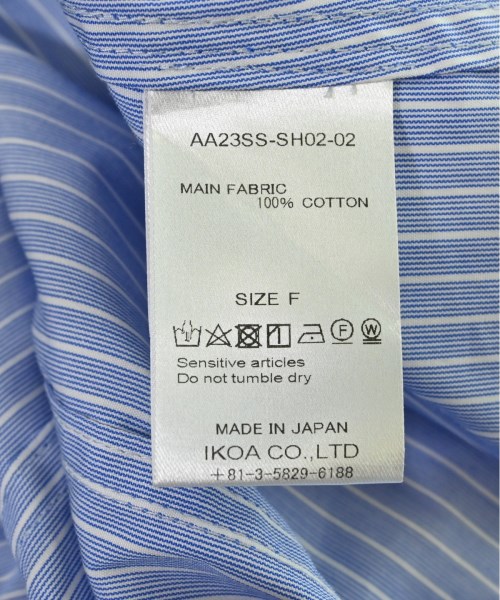 AA23SS-SH02-02
MAIN FABRIC
100% COTTON
SIZE F
F W
Sensitive articles
Do not tumble dry
MADE IN JAPAN
IKOA CO.,LTD
+81-3-5829-6188